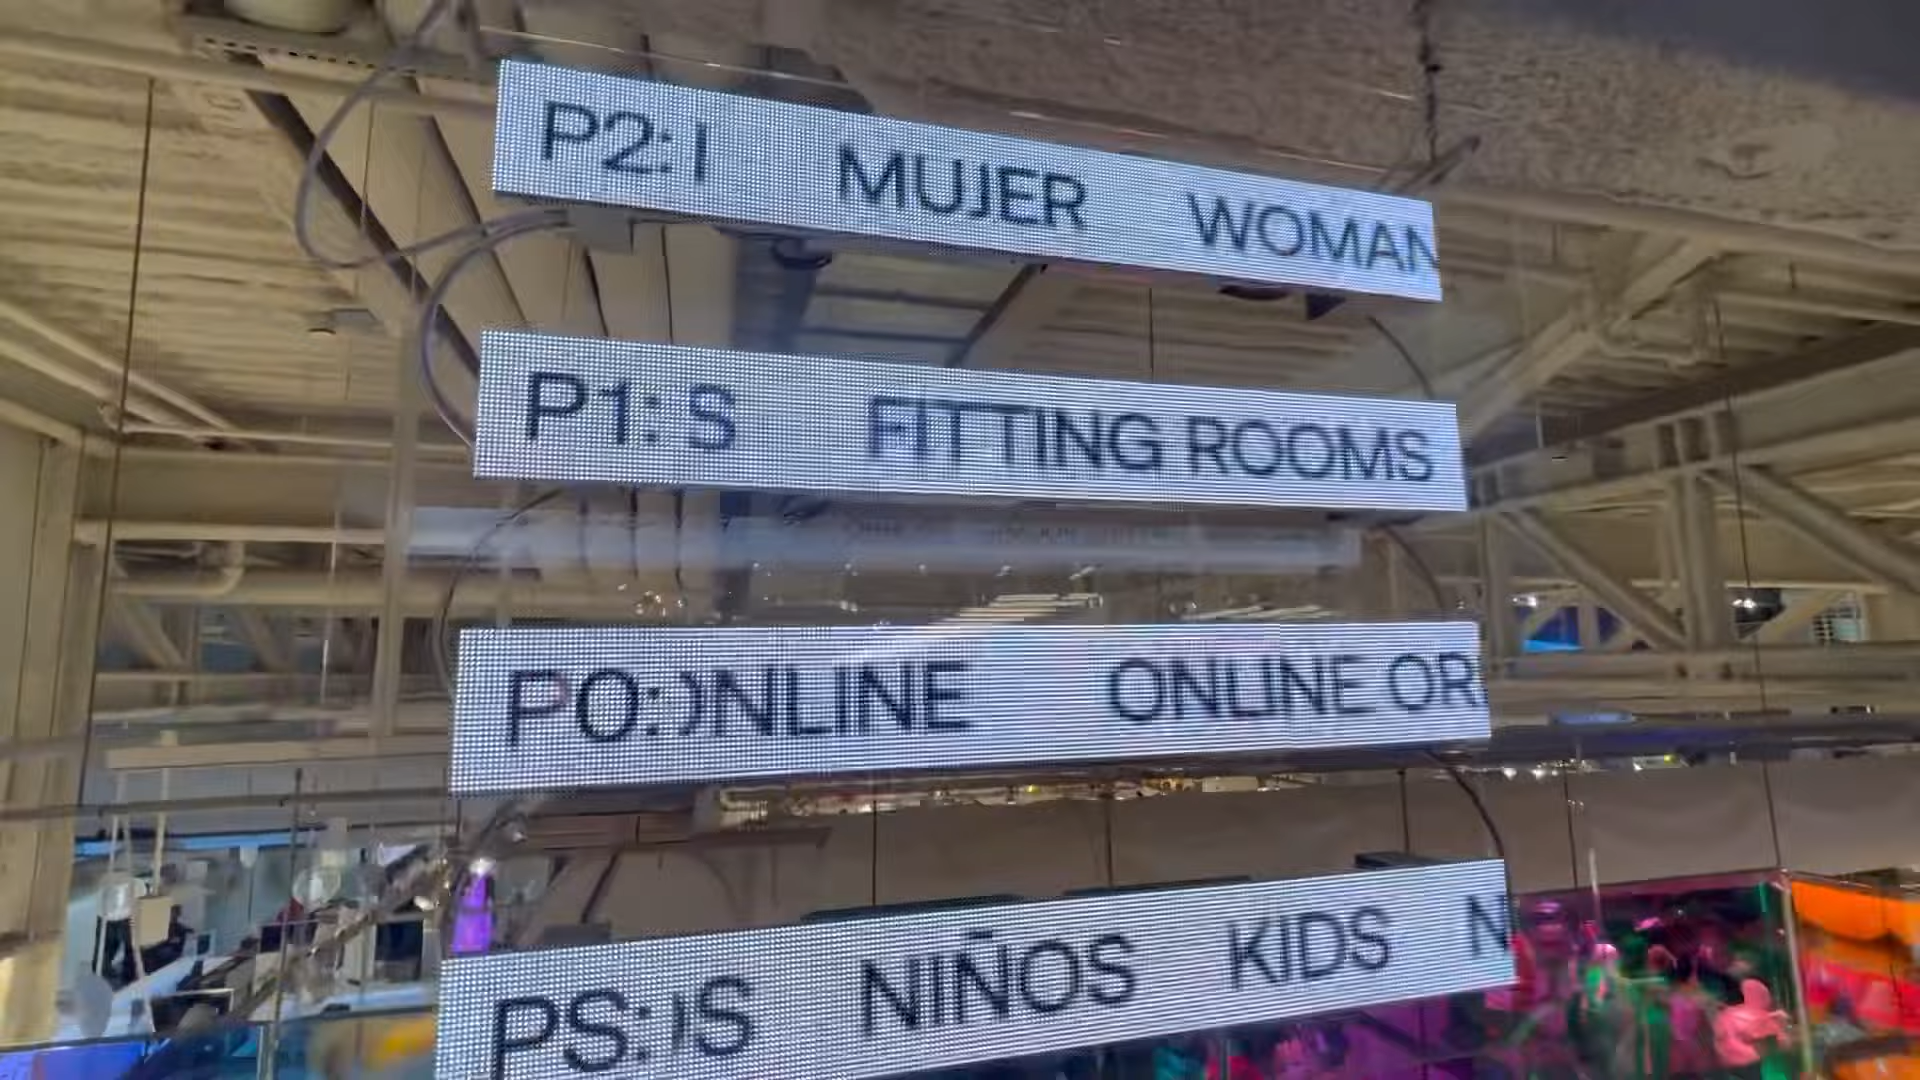 P2: I MUJER WOMAN
P1: S FITTING ROOMS
P0:ONLINE ONLINE OR
PS: IS NIÑOS KIDS N